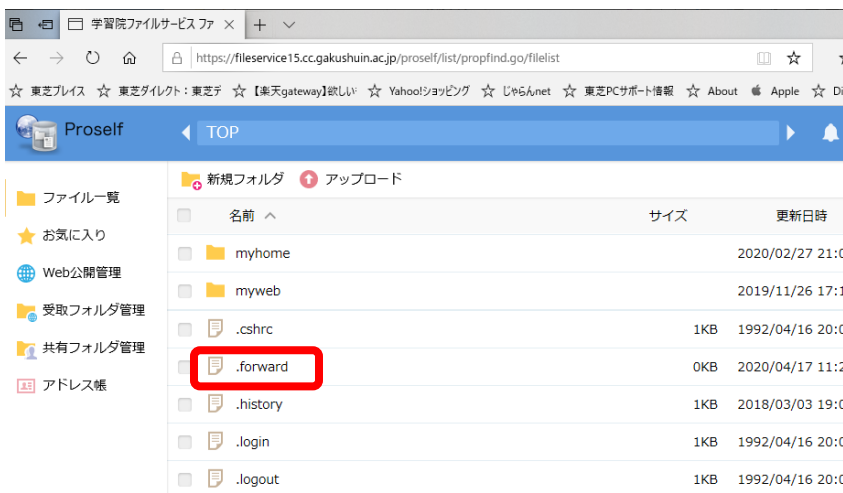 学習院ファイルサービス ファ
https://fileservice15.cc.gakushuin.ac.jp/proself/list/propfind.go/filelist
東芝プレイス 東芝ダイレクト：東芝デ 【楽天gateway】欲しい Yahoo!ショッピング じゃらんnet 東芝PCサポート情報 About Apple Di
Proself TOP
新規フォルダ アップロード
ファイル一覧
お気に入り
Web公開管理
受取フォルダ管理
共有フォルダ管理
アドレス帳
名前 サイズ 更新日時
myhome 2020/02/27 21:0
myweb 2019/11/26 17:1
.cshrc 1KB 1992/04/16 20:0
.forward 0KB 2020/04/17 11:2
.history 1KB 2018/03/03 19:0
.login 1KB 1992/04/16 20:0
.logout 1KB 1992/04/16 20:0